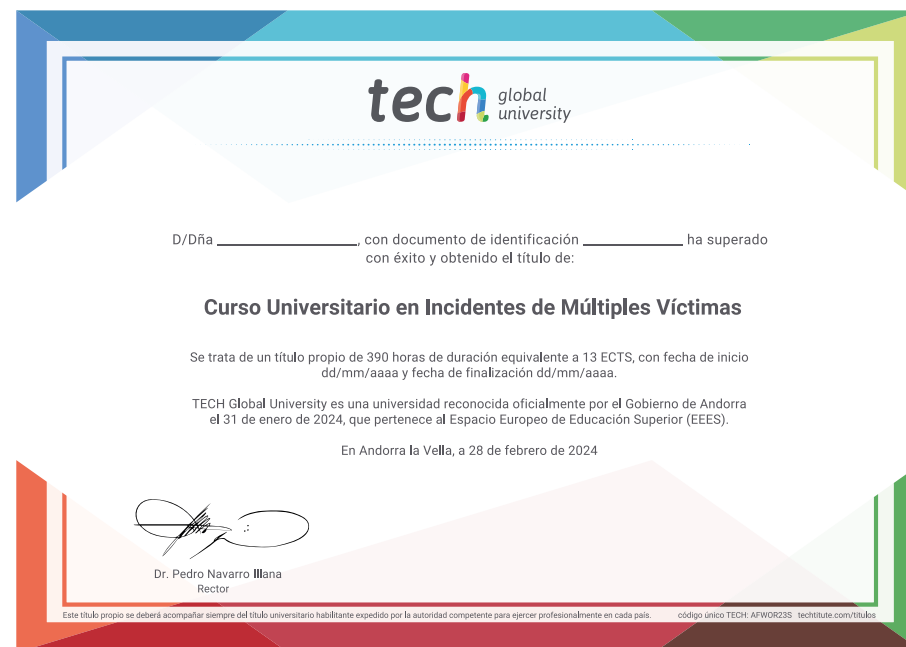 tech global university
D/Dña ______________, con documento de identificación __________ ha superado
con éxito y obtenido el título de:
Curso Universitario en Incidentes de Múltiples Víctimas
Se trata de un título propio de 390 horas de duración equivalente a 13 ECTS, con fecha de inicio
dd/mm/aaaa y fecha de finalización dd/mm/aaaa.
TECH Global University es una universidad reconocida oficialmente por el Gobierno de Andorra
el 31 de enero de 2024, que pertenece al Espacio Europeo de Educación Superior (EEES).
En Andorra la Vella, a 28 de febrero de 2024
Dr. Pedro Navarro Illana
Rector
Este título propio se deberá acompañar siempre del título universitario habilitante expedido por la autoridad competente para ejercer profesionalmente en cada país. código único TECH: AFWOR23S techtitute.com/titulos